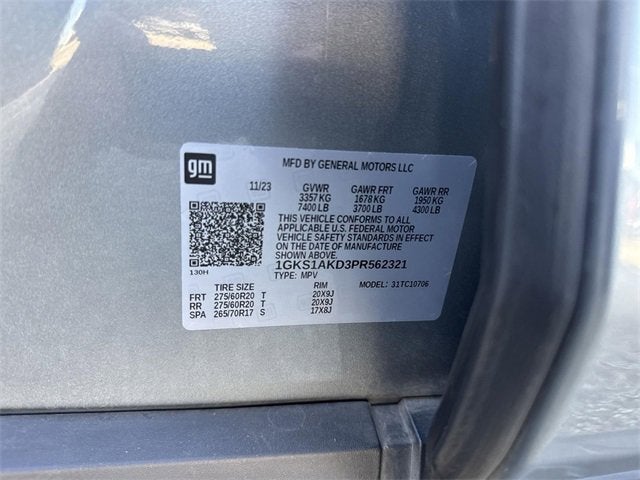 gm
MFD BY GENERAL MOTORS LLC
11/23 GVWR GAWR FRT GAWR RR
3357 KG 1678 KG 1950 KG
7400 LB 3700 LB 4300 LB
THIS VEHICLE CONFORMS TO ALL
APPLICABLE U.S. FEDERAL MOTOR
VEHICLE SAFETY STANDARDS IN EFFECT
ON THE DATE OF MANUFACTURE
SHOWN ABOVE.
130H 1GKS1AKD3PR562321
TYPE: MPV MODEL: 31TC10706
TIRE SIZE RIM
FRT 275/60R20 T 20X9J
RR 275/60R20 T 20X9J
SPA 265/70R17 S 17X8J